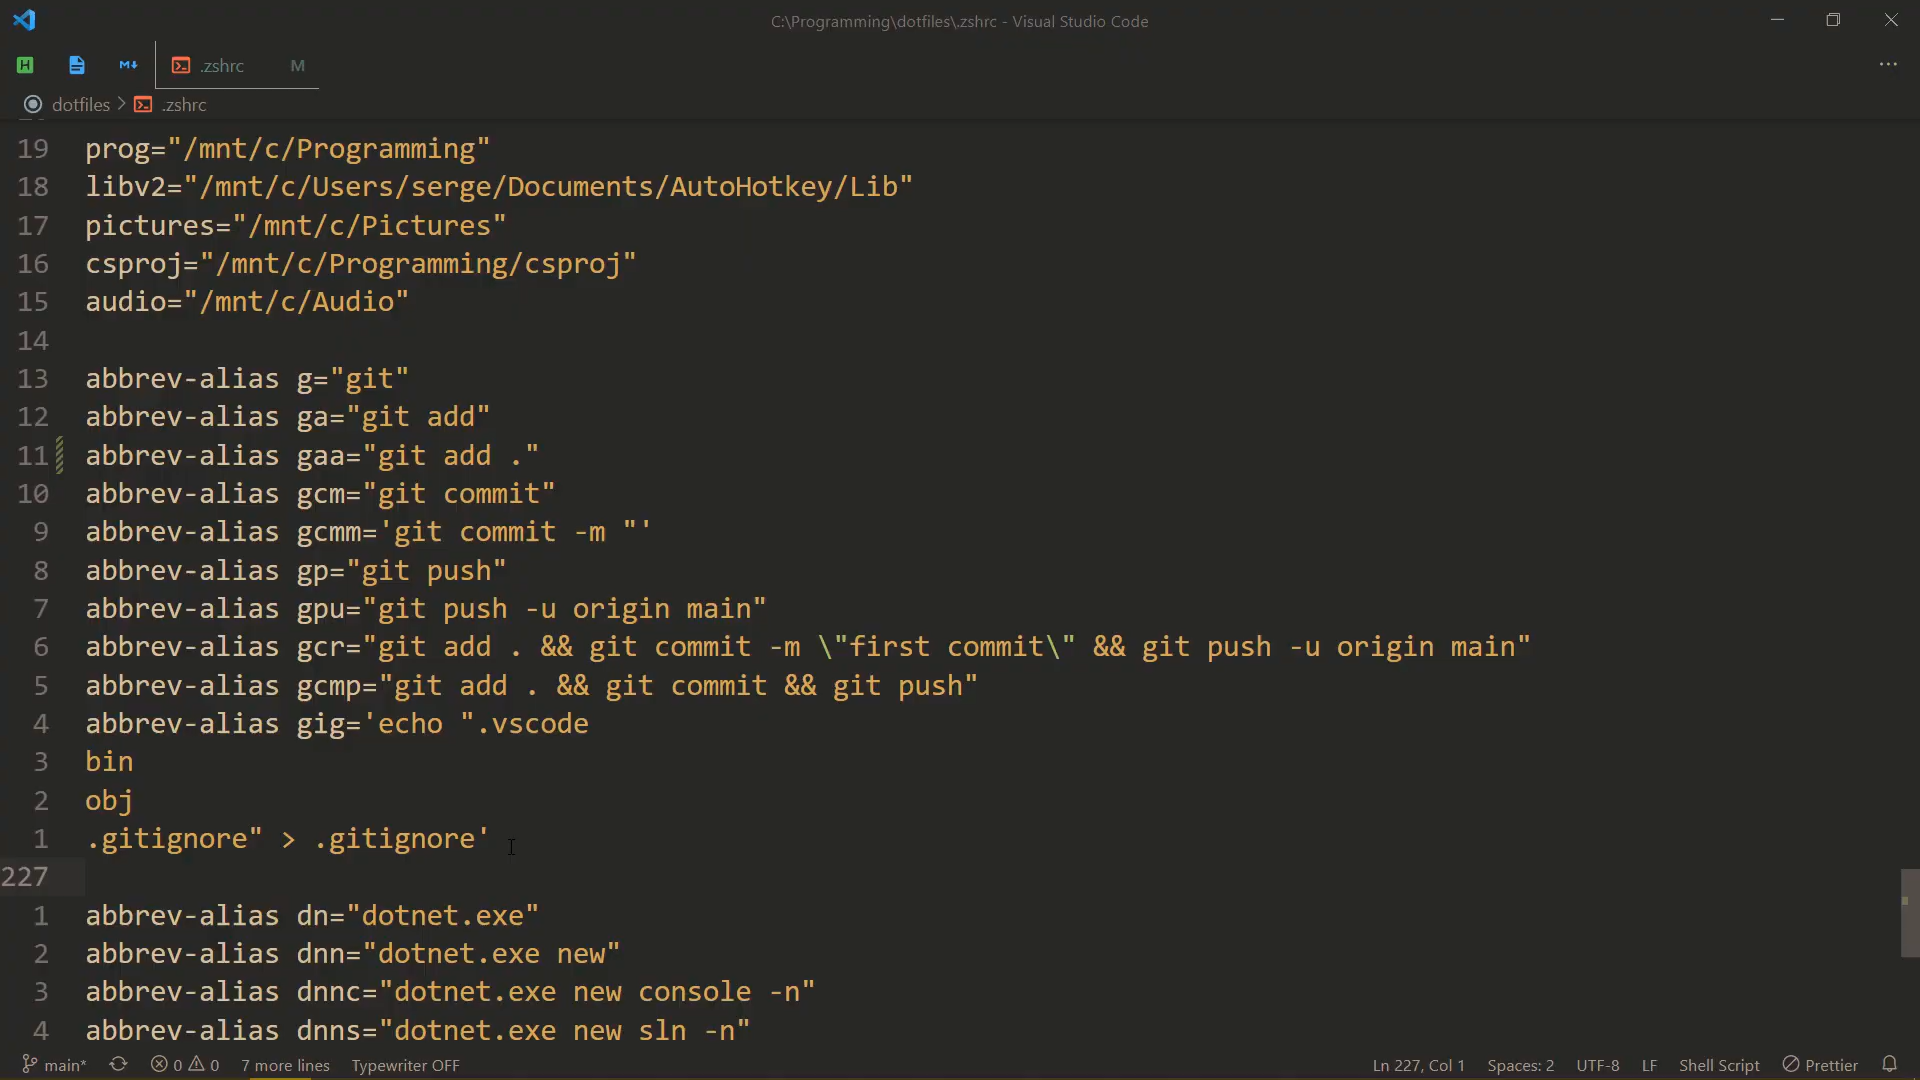 C:\Programming\dotfiles\.zshrc - Visual Studio Code
H M↓ .zshrc M ...
dotfiles > .zshrc
19 prog="/mnt/c/Programming"
18 libv2="/mnt/c/Users/serge/Documents/AutoHotkey/Lib"
17 pictures="/mnt/c/Pictures"
16 csproj="/mnt/c/Programming/csproj"
15 audio="/mnt/c/Audio"
14
13 abbrev-alias g="git"
12 abbrev-alias ga="git add"
11 abbrev-alias gaa="git add ."
10 abbrev-alias gcm="git commit"
9 abbrev-alias gcmm='git commit -m "'
8 abbrev-alias gp="git push"
7 abbrev-alias gpu="git push -u origin main"
6 abbrev-alias gcr="git add . && git commit -m \"first commit\" && git push -u origin main"
5 abbrev-alias gcmp="git add . && git commit && git push"
4 abbrev-alias gig='echo ".vscode
3 bin
2 obj
1 .gitignore" > .gitignore'
227
1 abbrev-alias dn="dotnet.exe"
2 abbrev-alias dnn="dotnet.exe new"
3 abbrev-alias dnnc="dotnet.exe new console -n"
4 abbrev-alias dnns="dotnet.exe new sln -n"
main* 0 0 7 more lines Typewriter OFF Ln 227, Col 1 Spaces: 2 UTF-8 LF Shell Script Prettier